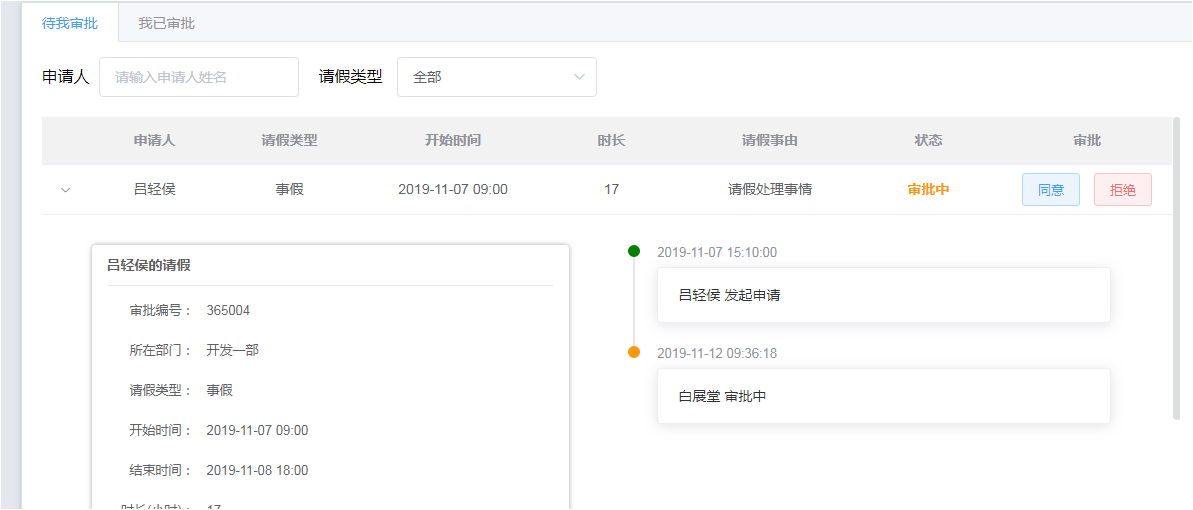 待我审批 我已审批
申请人 请输入申请人姓名 请假类型 全部
申请人 请假类型 开始时间 时长 请假事由 状态 审批
吕轻侯 事假 2019-11-07 09:00 17 请假处理事情 审批中 同意 拒绝
吕轻侯的请假
审批编号： 365004
所在部门： 开发一部
请假类型： 事假
开始时间： 2019-11-07 09:00
结束时间： 2019-11-08 18:00
时长(小时)： 17
2019-11-07 15:10:00
吕轻侯 发起申请
2019-11-12 09:36:18
白展堂 审批中